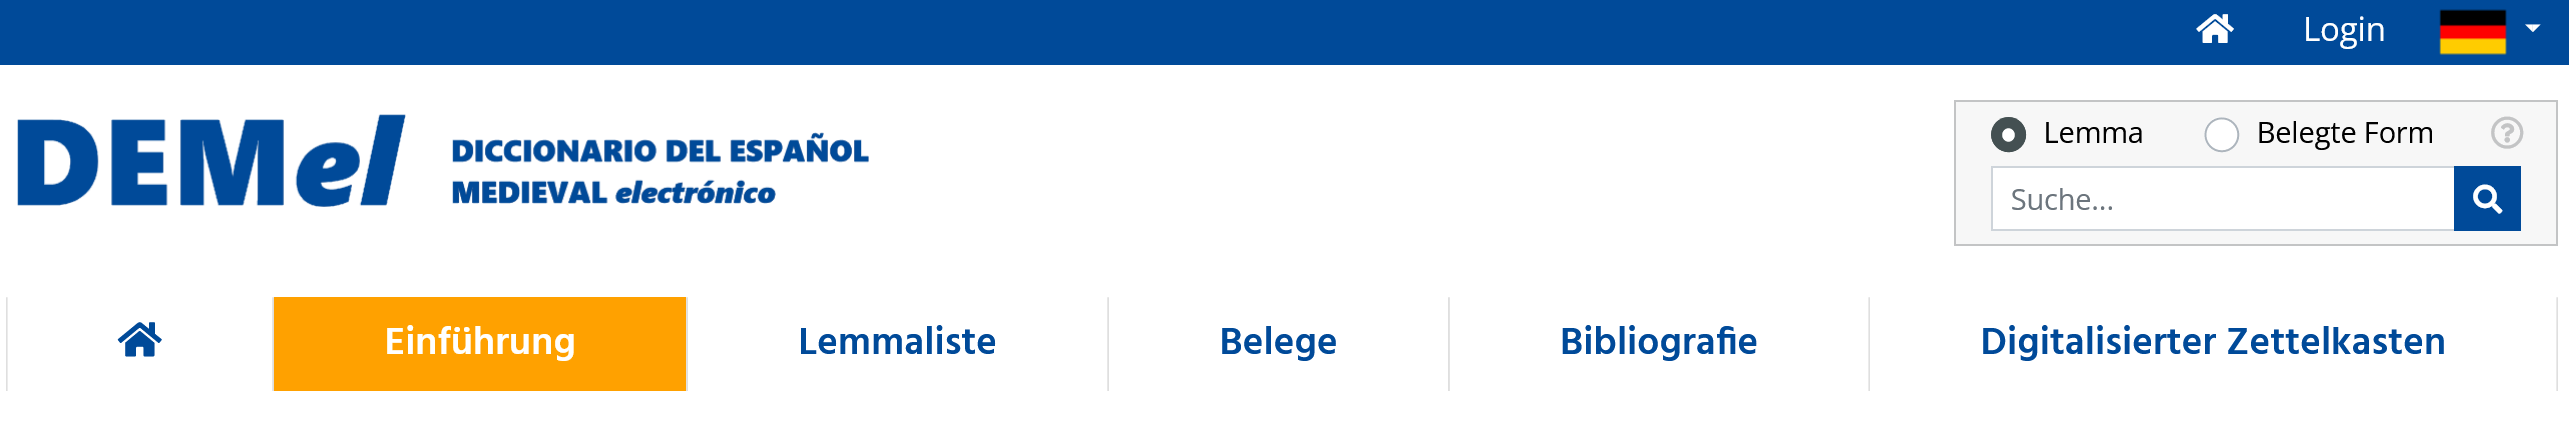 Login
DEMel
DICCIONARIO DEL ESPAÑOL
MEDIEVAL electrónico
Lemma Belegte Form ?
Suche...
Einführung Lemmaliste Belege Bibliografie Digitalisierter Zettelkasten